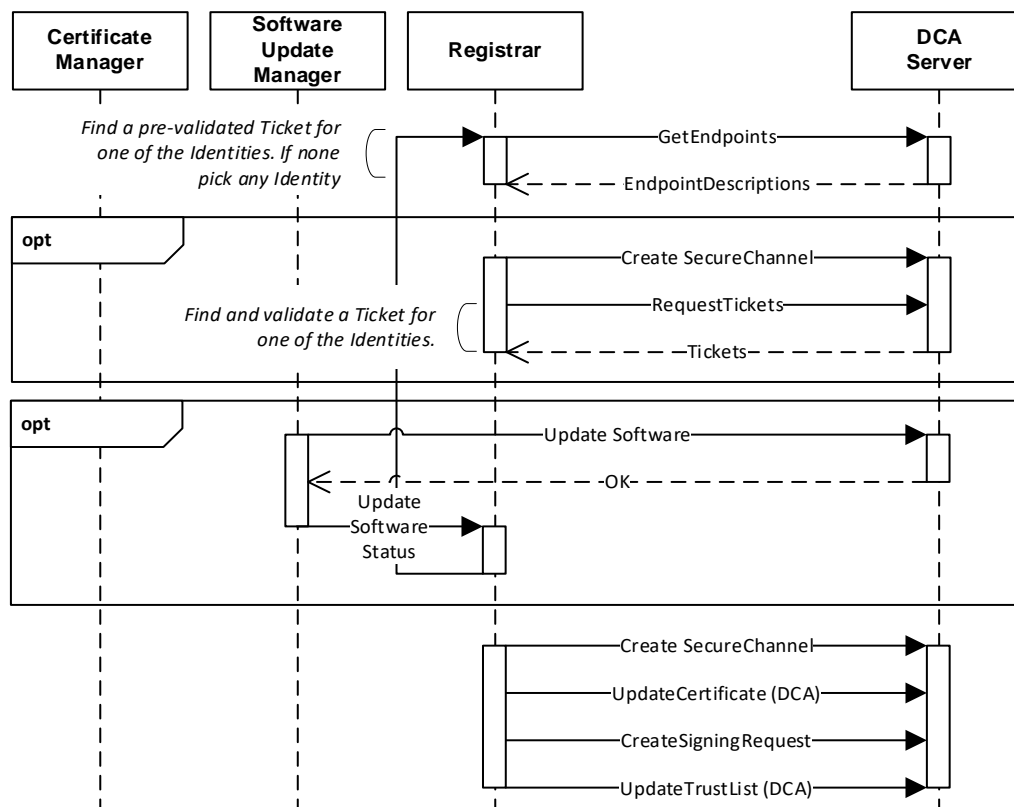 Certificate
Manager
Software
Update
Manager
Registrar
DCA
Server
Find a pre-validated Ticket for
one of the Identities. If none
pick any Identity
GetEndpoints
EndpointDescriptions
opt
Create SecureChannel
RequestTickets
Find and validate a Ticket for
one of the Identities.
Tickets
opt
Update Software
OK
Update
Software
Status
Create SecureChannel
UpdateCertificate (DCA)
CreateSigningRequest
UpdateTrustList (DCA)